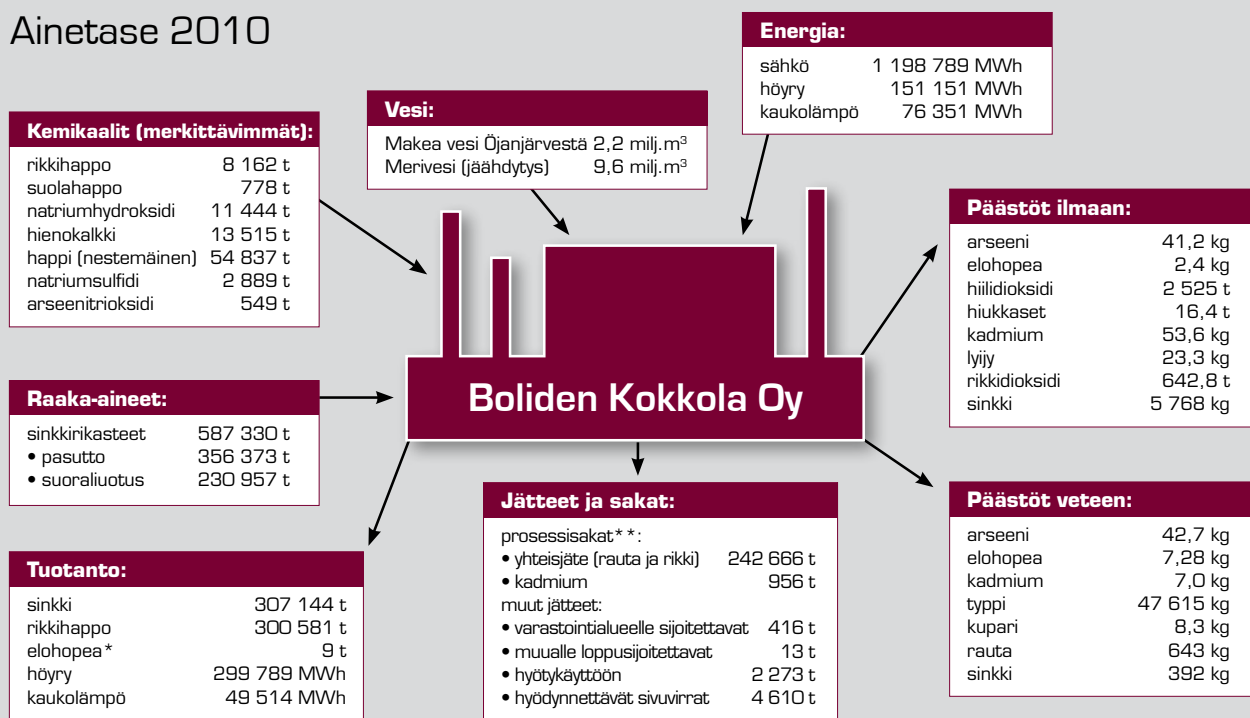 Ainetase 2010
Energia:
sähkö 1 198 789 MWh
höyry 151 151 MWh
kaukolämpö 76 351 MWh
Vesi:
Makea vesi Öjanjärvestä 2,2 milj.m³
Merivesi (jäähdytys) 9,6 milj.m³
Kemikaalit (merkittävimmät):
rikkihappo 8 162 t
suolahappo 778 t
natriumhydroksidi 11 444 t
hienokalkki 13 515 t
happi (nestemäinen) 54 837 t
natriumsulfidi 2 889 t
arseenitrioksidi 549 t
Raaka-aineet:
sinkkirikasteet 587 330 t
• pasutto 356 373 t
• suoraliuotus 230 957 t
Boliden Kokkola Oy
Päästöt ilmaan:
arseeni 41,2 kg
elohopea 2,4 kg
hiilidioksidi 2 525 t
hiukkaset 16,4 t
kadmium 53,6 kg
lyijy 23,3 kg
rikkidioksidi 642,8 t
sinkki 5 768 kg
Tuotanto:
sinkki 307 144 t
rikkihappo 300 581 t
elohopea* 9 t
höyry 299 789 MWh
kaukolämpö 49 514 MWh
Jätteet ja sakat:
prosessisakat**:
• yhteisjäte (rauta ja rikki) 242 666 t
• kadmium 956 t
muut jätteet:
• varastointialueelle sijoitettavat 416 t
• muualle loppusijoitettavat 13 t
• hyötykäyttöön 2 273 t
• hyödynnettävät sivuvirrat 4 610 t
Päästöt veteen:
arseeni 42,7 kg
elohopea 7,28 kg
kadmium 7,0 kg
typpi 47 615 kg
kupari 8,3 kg
rauta 643 kg
sinkki 392 kg